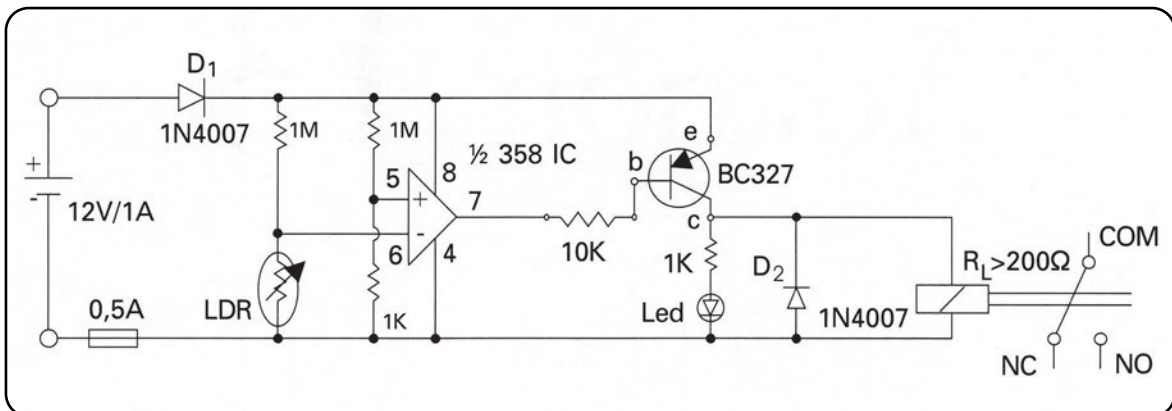 D1
1N4007
+
-
12V/1A
0,5A
1M
1M
LDR
1K
½ 358 IC
5
+
8
7
6
-
4
10K
b
e
c
BC327
1K
Led
D2
1N4007
RL>200Ω
COM
NC
NO